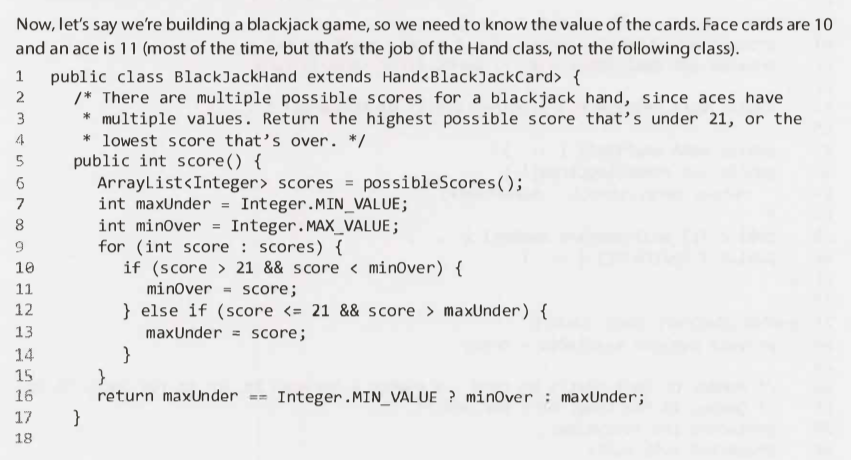 Now, let's say we're building a blackjack game, so we need to know the value of the cards. Face cards are 10
and an ace is 11 (most of the time, but that's the job of the Hand class, not the following class).
1 public class BlackJackHand extends Hand<BlackJackCard> {
2 /* There are multiple possible scores for a blackjack hand, since aces have
3 * multiple values. Return the highest possible score that's under 21, or the
4 * lowest score that's over. */
5 public int score() {
6 ArrayList<Integer> scores = possibleScores();
7 int maxUnder = Integer.MIN_VALUE;
8 int minOver = Integer.MAX_VALUE;
9 for (int score : scores) {
10 if (score > 21 && score < minOver) {
11 minOver = score;
12 } else if (score <= 21 && score > maxUnder) {
13 maxUnder = score;
14 }
15 }
16 return maxUnder == Integer.MIN_VALUE ? minOver : maxUnder;
17 }
18